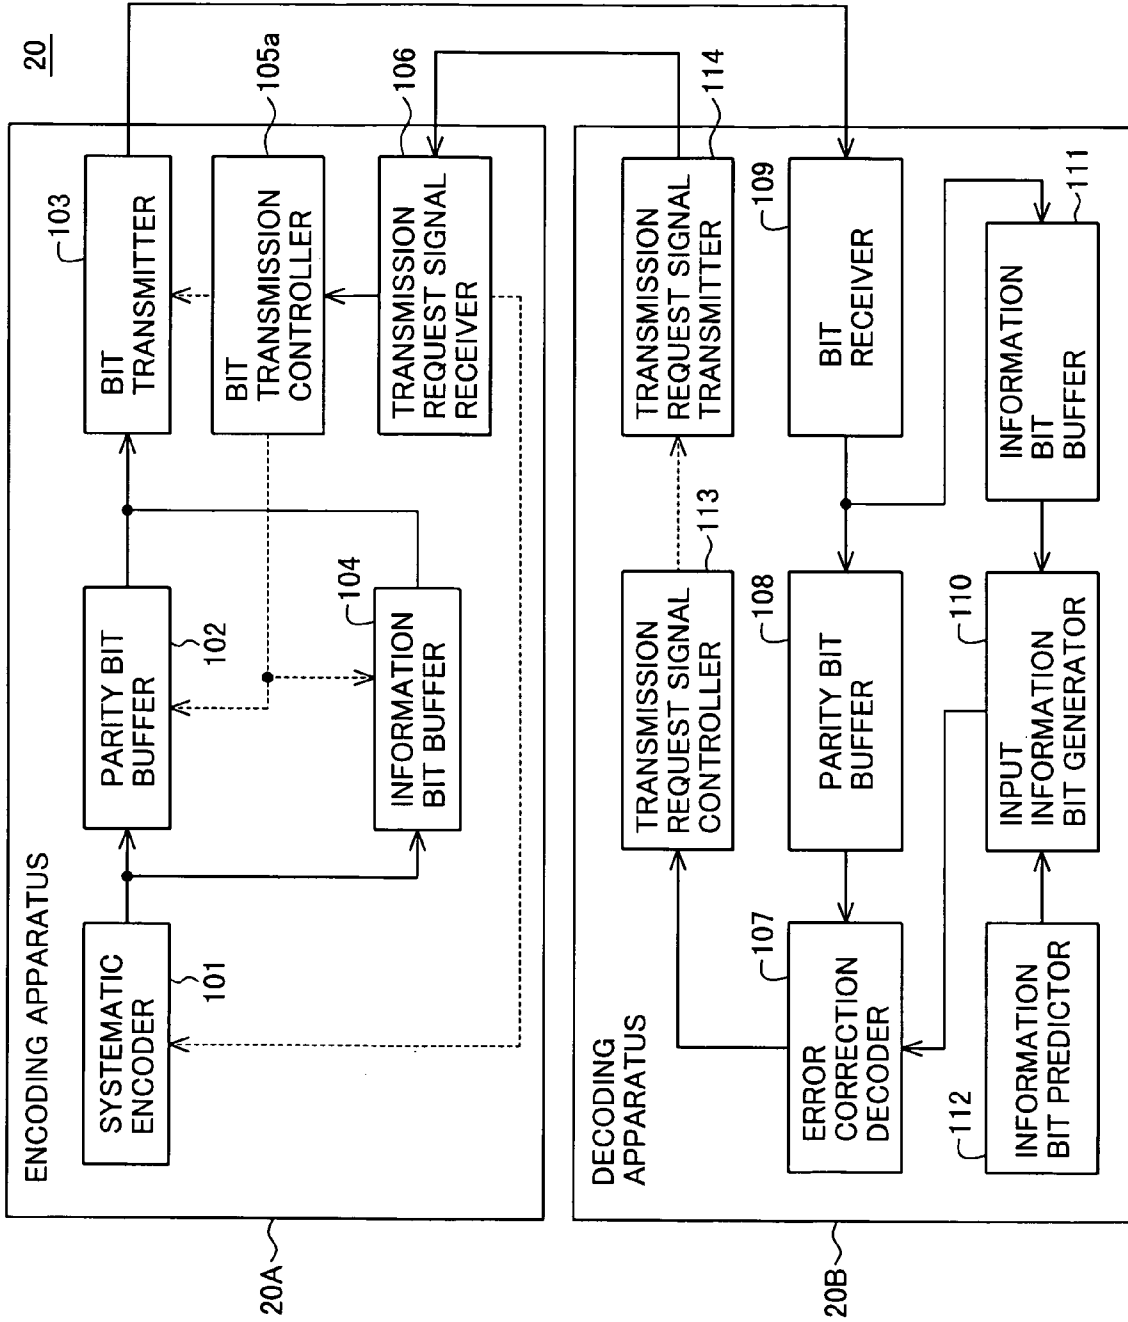 20
ENCODING APPARATUS
SYSTEMATIC
ENCODER
101
PARITY BIT
BUFFER
102
BIT
TRANSMITTER
103
INFORMATION
BIT BUFFER
104
BIT
TRANSMISSION
CONTROLLER
105a
TRANSMISSION
REQUEST SIGNAL
RECEIVER
106
20A
DECODING
APPARATUS
TRANSMISSION
REQUEST SIGNAL
CONTROLLER
113
TRANSMISSION
REQUEST SIGNAL
TRANSMITTER
114
ERROR
CORRECTION
DECODER
107
PARITY BIT
BUFFER
108
BIT
RECEIVER
109
INFORMATION
BIT PREDICTOR
112
INPUT
INFORMATION
BIT GENERATOR
110
INFORMATION
BIT
BUFFER
111
20B